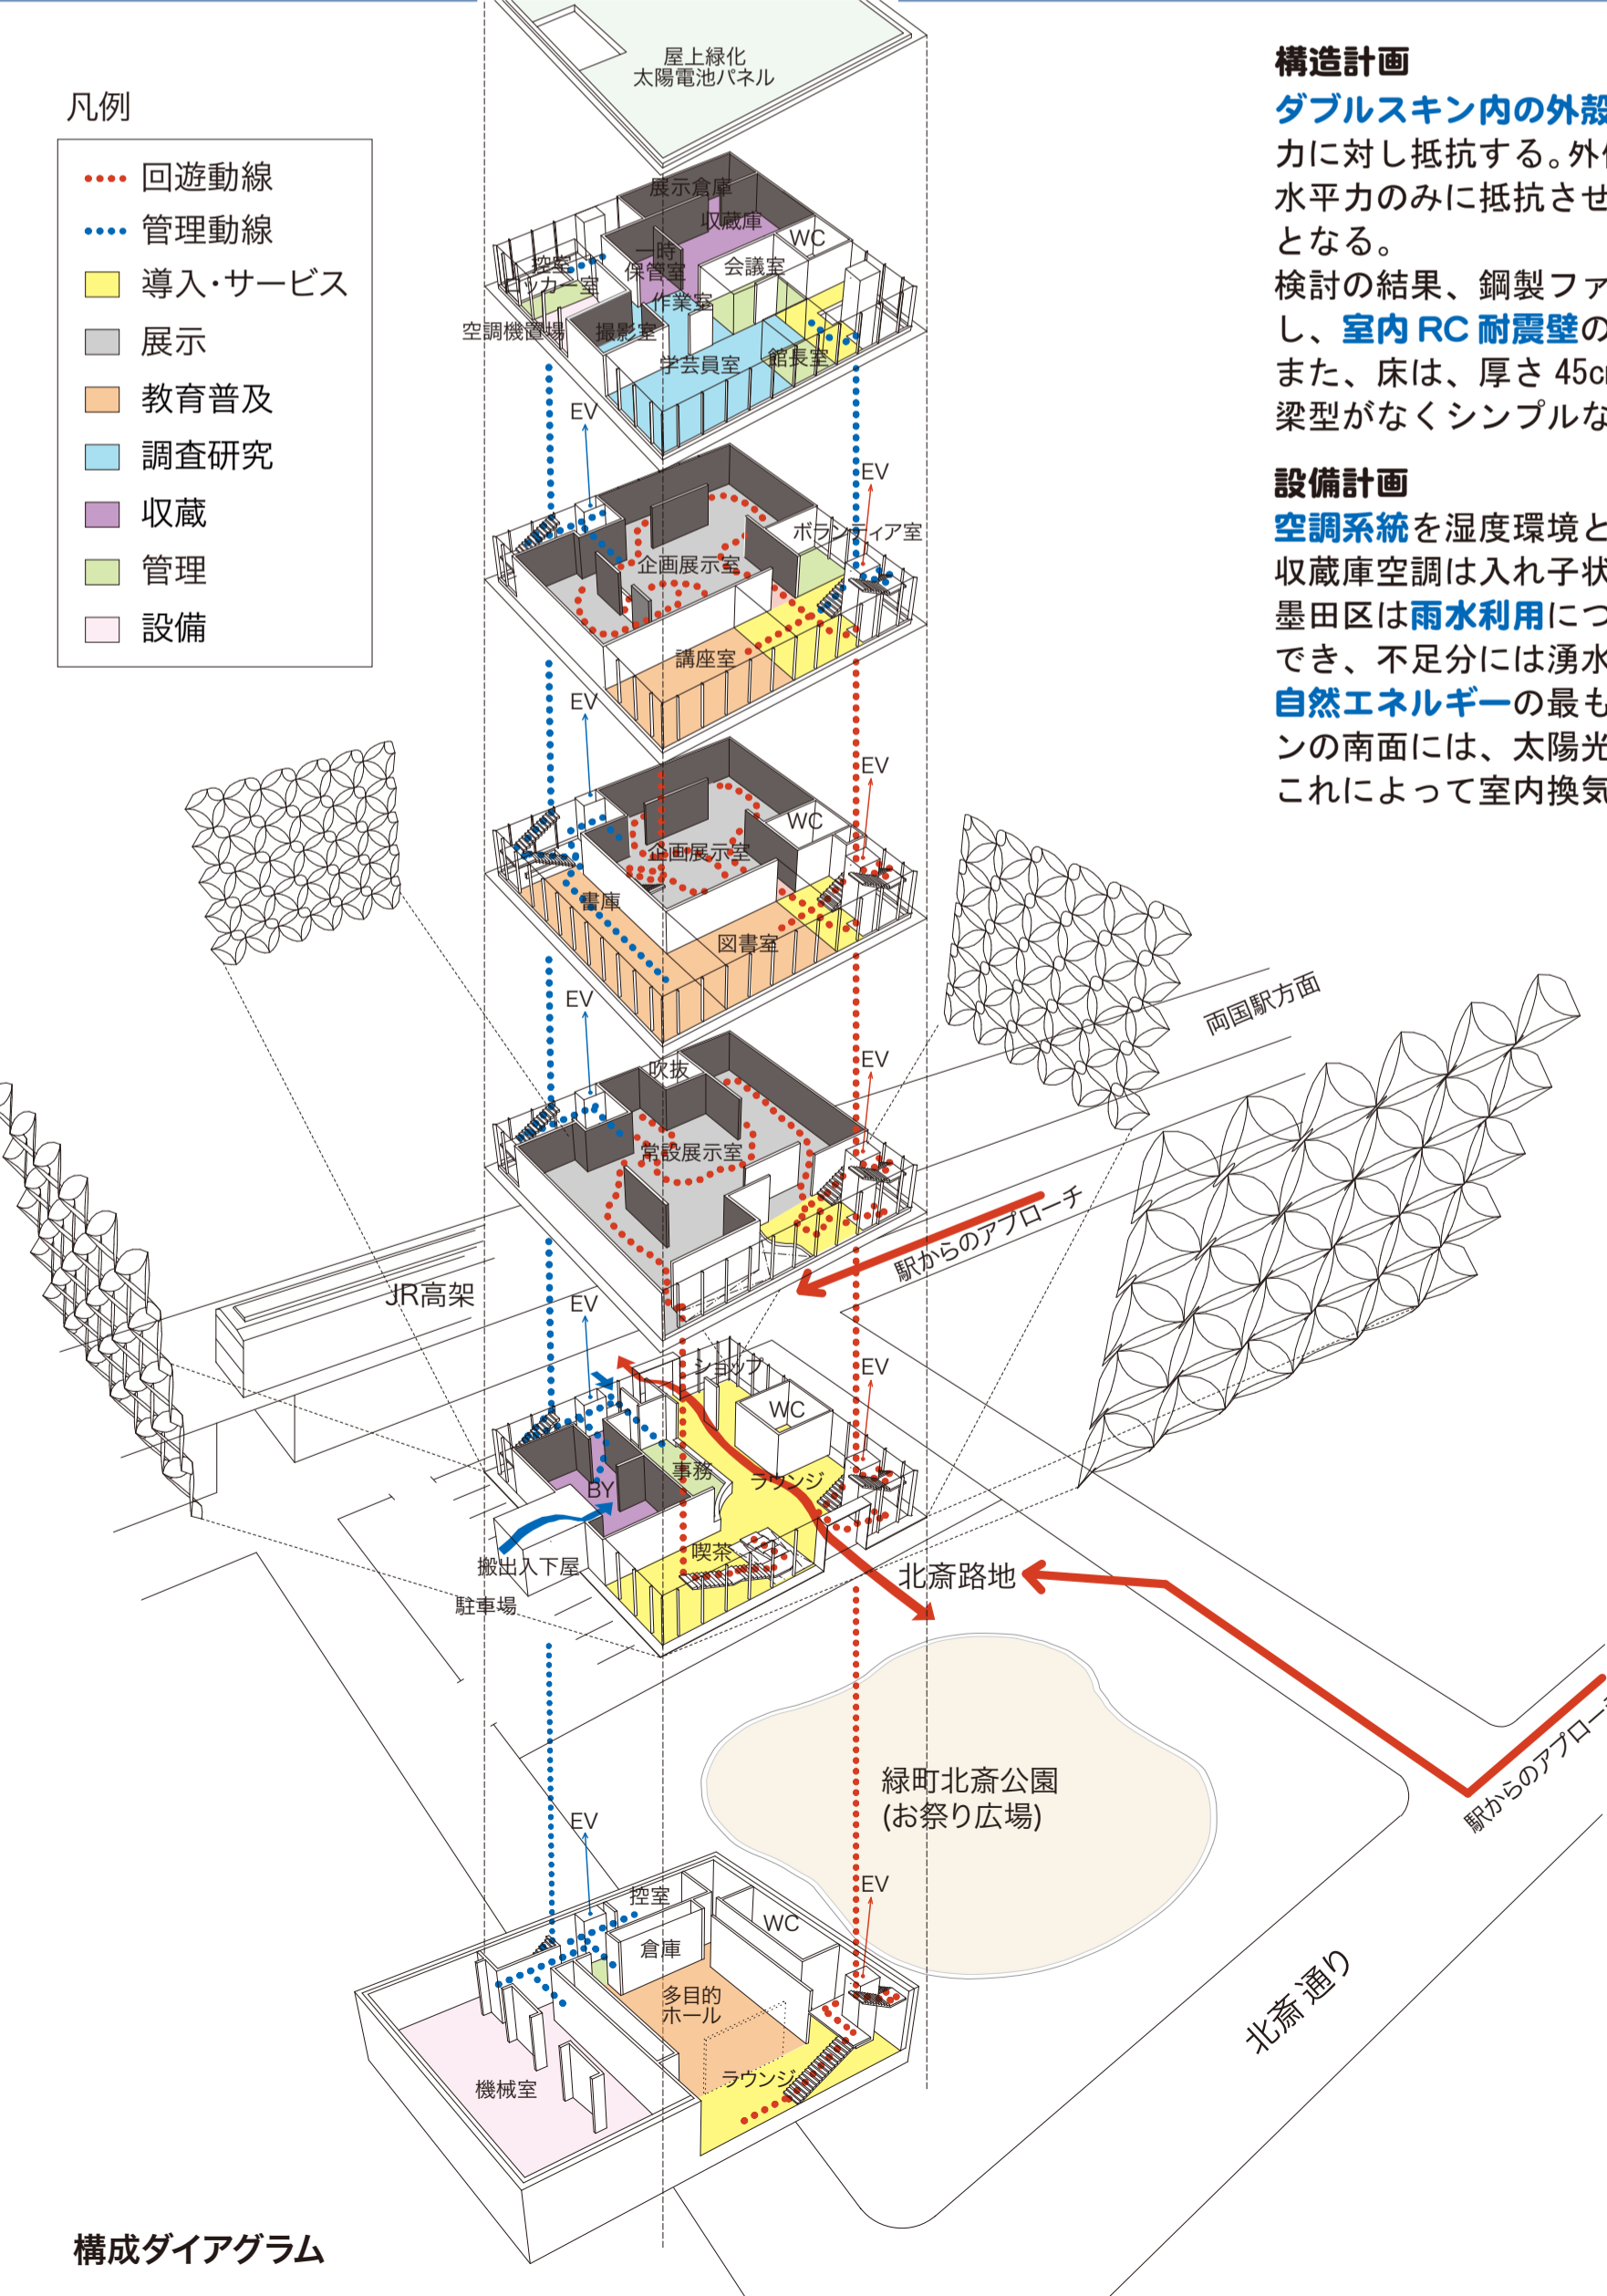 屋上緑化
太陽電池パネル
凡例
回遊動線
管理動線
導入・サービス
展示
教育普及
調査研究
収蔵
管理
設備
展示倉庫
収蔵庫
WC
一時
保管室
会議室
控室
ロッカー室
作業室
空調機置場
撮影室
学芸員室
館長室
EV
EV
ボランティア室
企画展示室
講座室
EV
EV
WC
企画展示室
書庫
図書室
EV
EV
吹抜
常設展示室
両国駅方面
駅からのアプローチ
JR高架
EV
EV
ショップ
WC
事務
ラウンジ
BY
喫茶
搬出入下屋
駐車場
北斎路地
駅からのアプローチ
緑町北斎公園
(お祭り広場)
北斎通り
EV
EV
控室
WC
倉庫
多目的
ホール
ラウンジ
機械室
構成ダイアグラム
構造計画
ダブルスキン内の外殻
力に対し抵抗する。外
水平力のみに抵抗させ
となる。
検討の結果、鋼製ファ
し、室内RC耐震壁の
また、床は、厚さ45c
梁型がなくシンプルな
設備計画
空調系統を湿度環境と
収蔵庫空調は入れ子状
墨田区は雨水利用につ
でき、不足分には湧水
自然エネルギーの最も
ンの南面には、太陽光
これによって室内換気